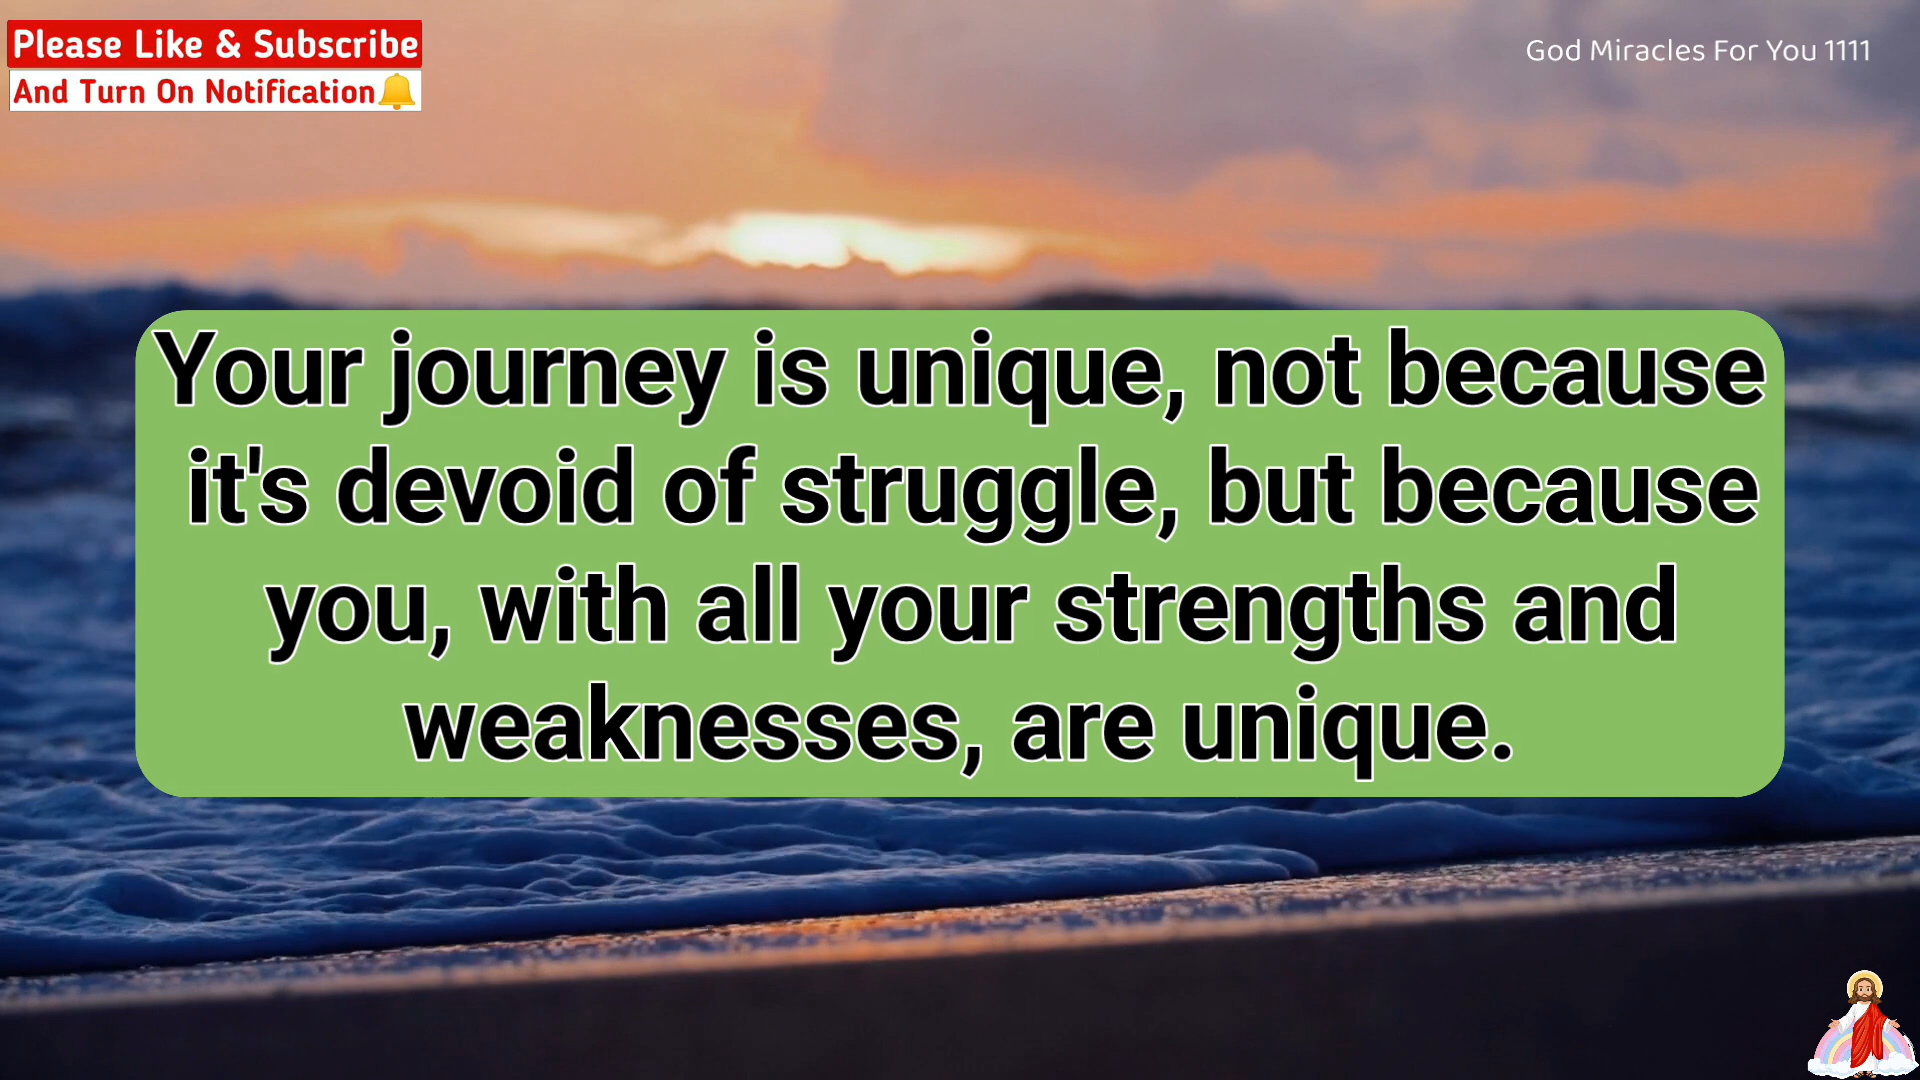 Please Like & Subscribe
And Turn On Notification🔔
God Miracles For You 1111
Your journey is unique, not because
it's devoid of struggle, but because
you, with all your strengths and
weaknesses, are unique.